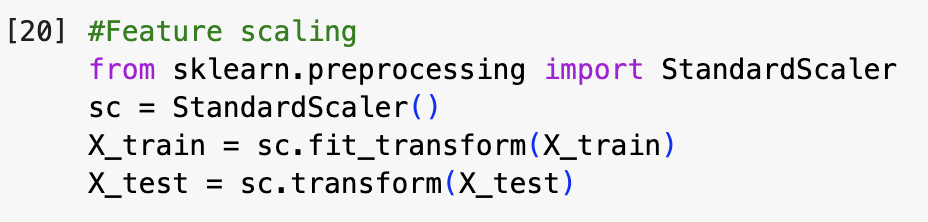 [20] #Feature scaling
from sklearn.preprocessing import StandardScaler
sc = StandardScaler()
X_train = sc.fit_transform(X_train)
X_test = sc.transform(X_test)